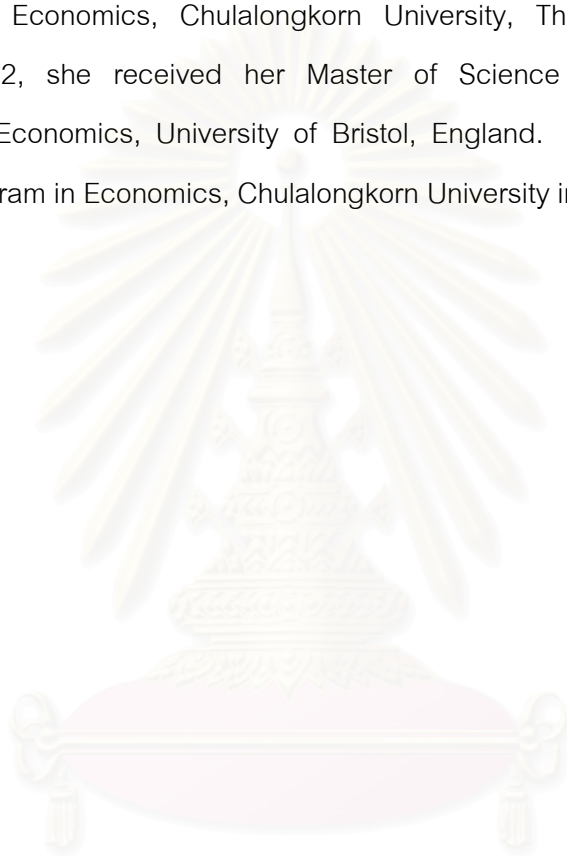 Economics, Chulalongkorn University, Th
2, she received her Master of Science
Economics, University of Bristol, England.
ram in Economics, Chulalongkorn University in